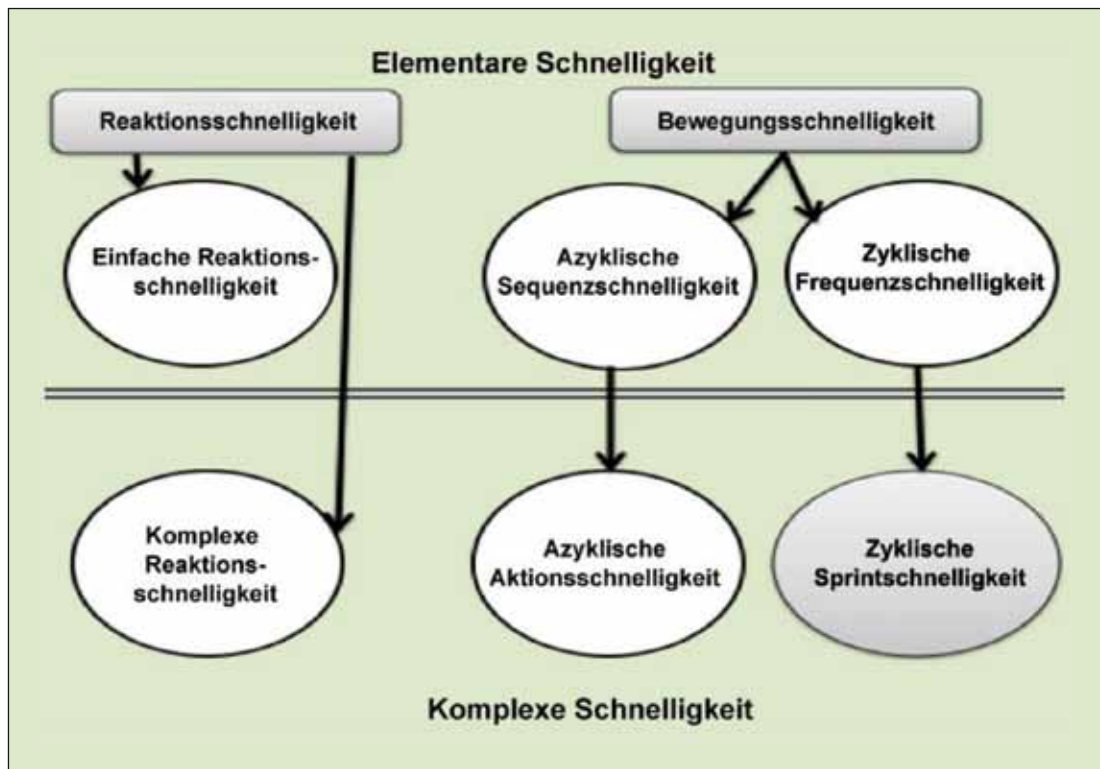 Elementare Schnelligkeit
Reaktionsschnelligkeit
Bewegungsschnelligkeit
Einfache Reaktions-
schnelligkeit
Azyklische
Sequenzschnelligkeit
Zyklische
Frequenzschnelligkeit
Komplexe
Reaktions-
schnelligkeit
Azyklische
Aktionsschnelligkeit
Zyklische
Sprintschnelligkeit
Komplexe Schnelligkeit